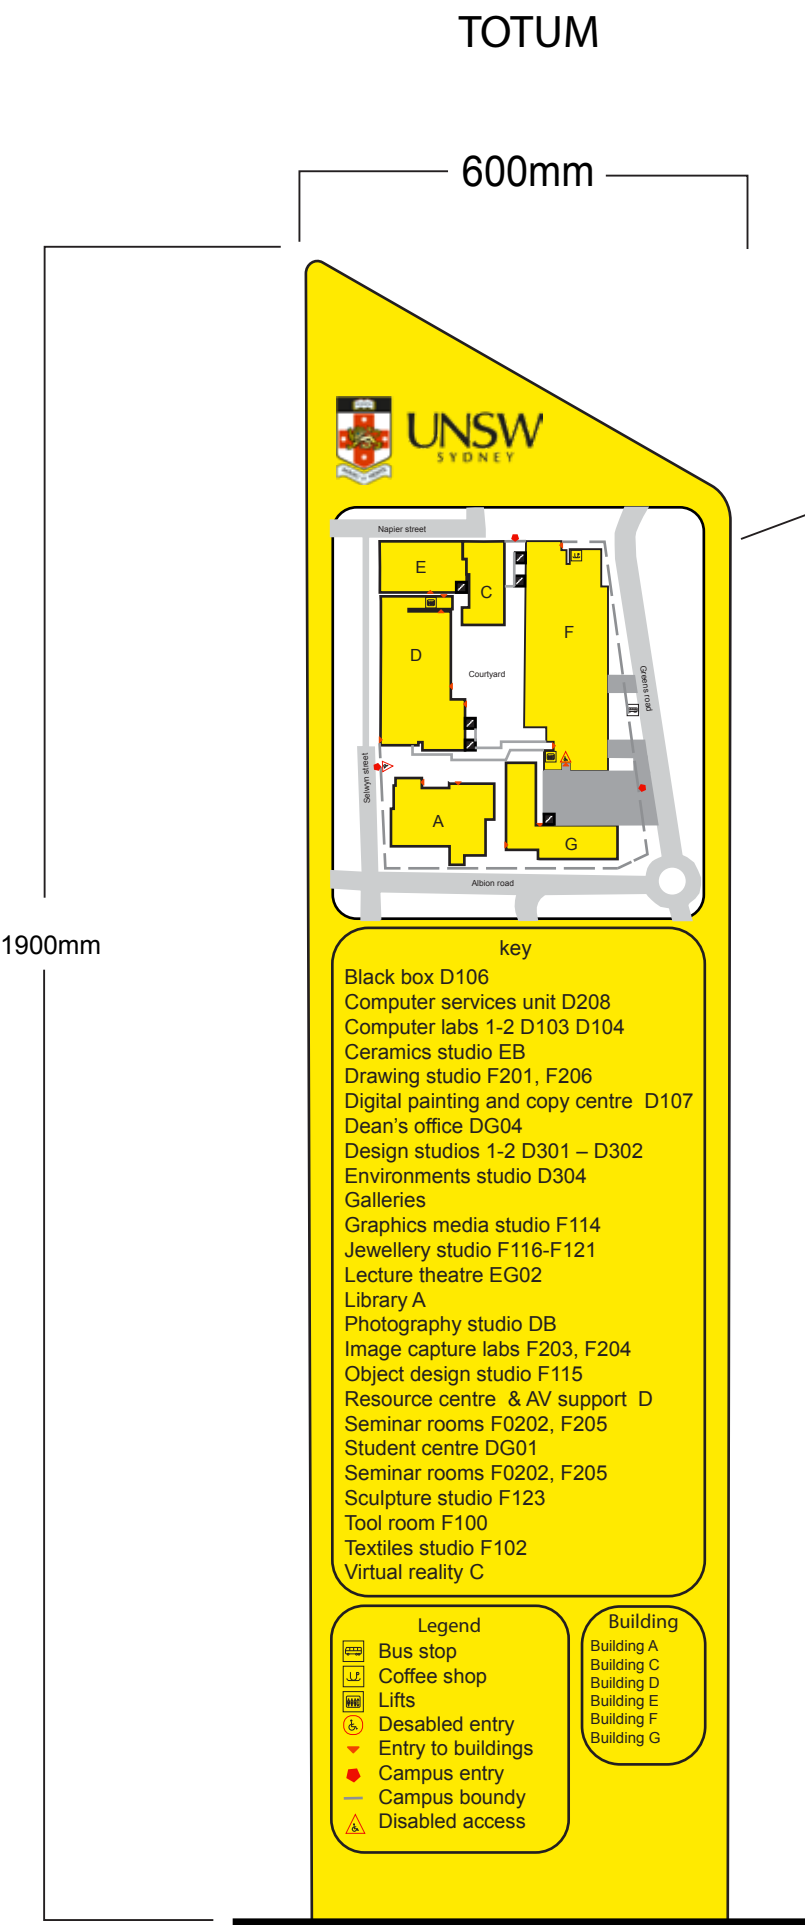 TOTUM
600mm
UNSW
SYDNEY
Napier street
E
C
F
D
Courtyard
Greens road
Selwyn street
A
G
Albion road
1900mm
key
Black box D106
Computer services unit D208
Computer labs 1-2 D103 D104
Ceramics studio EB
Drawing studio F201, F206
Digital painting and copy centre  D107
Dean’s office DG04
Design studios 1-2 D301 – D302
Environments studio D304
Galleries
Graphics media studio F114
Jewellery studio F116-F121
Lecture theatre EG02
Library A
Photography studio DB
Image capture labs F203, F204
Object design studio F115
Resource centre  & AV support  D
Seminar rooms F0202, F205
Student centre DG01
Seminar rooms F0202, F205
Sculpture studio F123
Tool room F100
Textiles studio F102
Virtual reality C
Legend
Bus stop
Coffee shop
Lifts
Desabled entry
Entry to buildings
Campus entry
Campus boundy
Disabled access
Building
Building A
Building C
Building D
Building E
Building F
Building G